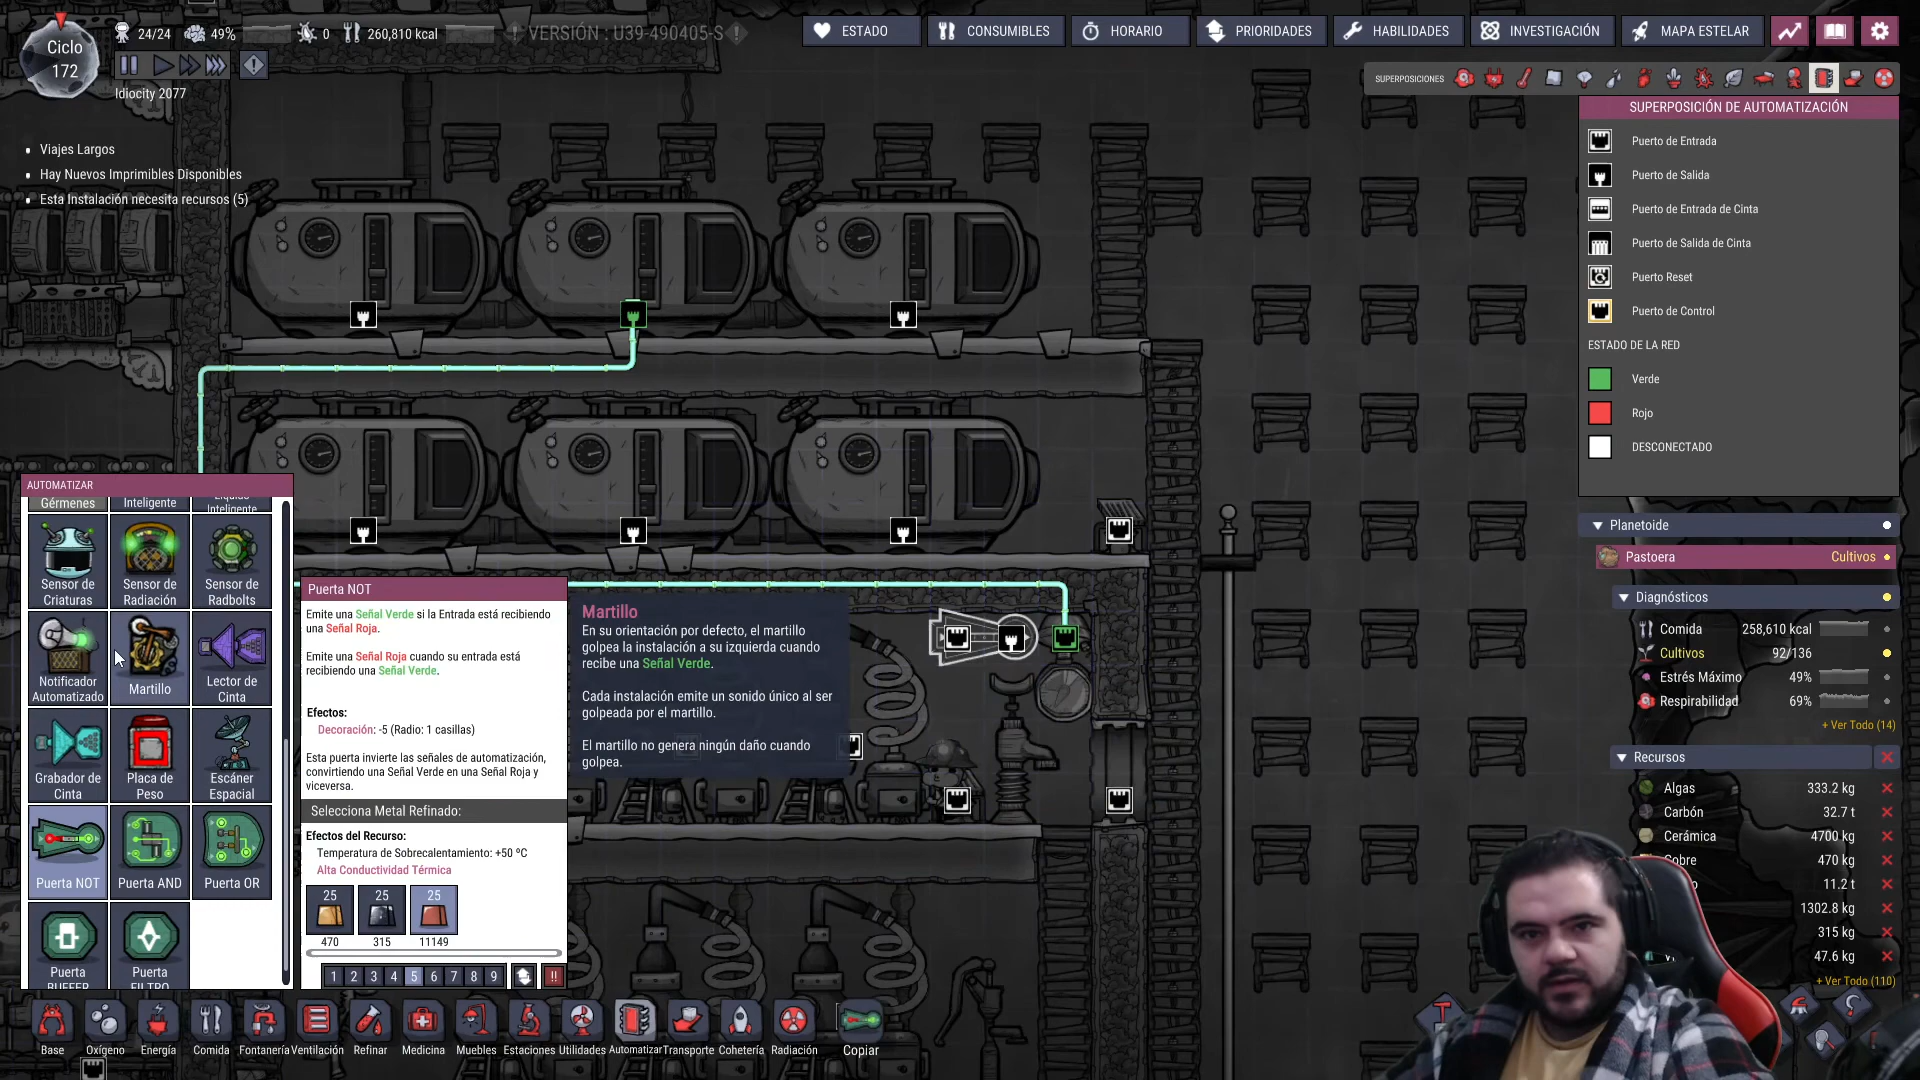 Ciclo
172
24/24
49%
0
260,810 kcal
VERSIÓN : U39-490405-S
Idiocity 2077
Viajes Largos
Hay Nuevos Imprimibles Disponibles
Esta Instalación necesita recursos (5)
ESTADO
CONSUMIBLES
HORARIO
PRIORIDADES
HABILIDADES
INVESTIGACIÓN
MAPA ESTELAR
SUPERPOSICIONES
SUPERPOSICIÓN DE AUTOMATIZACIÓN
Puerto de Entrada
Puerto de Salida
Puerto de Entrada de Cinta
Puerto de Salida de Cinta
Puerto Reset
Puerto de Control
ESTADO DE LA RED
Verde
Rojo
DESCONECTADO
Planetoide
Pastoera
Cultivos
Diagnósticos
Comida
258,610 kcal
Cultivos
92/136
Estrés Máximo
49%
Respirabilidad
69%
+ Ver Todo (14)
Recursos
Algas
333.2 kg
Carbón
32.7 t
Cerámica
4700 kg
Cobre
470 kg
11.2 t
1302.8 kg
315 kg
47.6 kg
+ Ver Todo (110)
AUTOMATIZAR
Gérmenes
Inteligente
Líquido
Inteligente
Sensor de
Criaturas
Sensor de
Radiación
Sensor de
Radbolts
Notificador
Automatizado
Martillo
Lector de
Cinta
Grabador de
Cinta
Placa de
Peso
Escáner
Espacial
Puerta NOT
Puerta AND
Puerta OR
Puerta
BUFFER
Puerta
FILTRO
Puerta NOT
Emite una Señal Verde si la Entrada está recibiendo
una Señal Roja.
Emite una Señal Roja cuando su entrada está
recibiendo una Señal Verde.
Efectos:
Decoración: -5 (Radio: 1 casillas)
Esta puerta invierte las señales de automatización,
convirtiendo una Señal Verde en una Señal Roja y
viceversa.
Selecciona Metal Refinado:
Efectos del Recurso:
Temperatura de Sobrecalentamiento: +50 ºC
Alta Conductividad Térmica
25
25
25
470
315
11149
1 2 3 4 5 6 7 8 9
!!
Martillo
En su orientación por defecto, el martillo
golpea la instalación a su izquierda cuando
recibe una Señal Verde.
Cada instalación emite un sonido único al ser
golpeada por el martillo.
El martillo no genera ningún daño cuando
golpea.
Base
Oxígeno
Energía
Comida
Fontanería
Ventilación
Refinar
Medicina
Muebles
Estaciones
Utilidades
Automatizar
Transporte
Cohetería
Radiación
Copiar